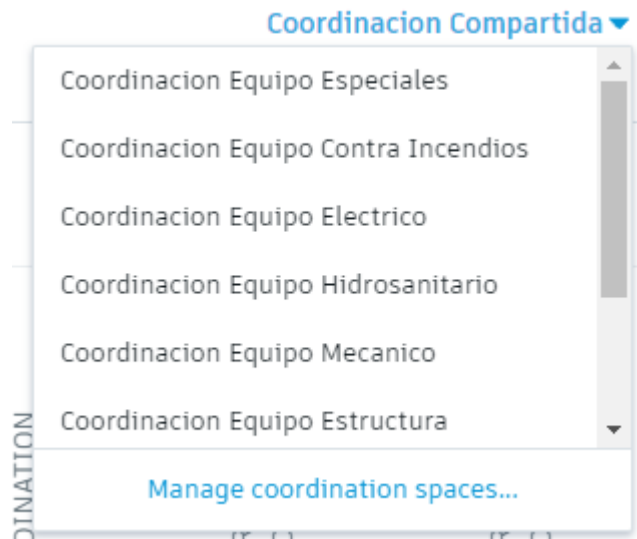 Coordinacion Compartida
Coordinacion Equipo Especiales
Coordinacion Equipo Contra Incendios
Coordinacion Equipo Electrico
Coordinacion Equipo Hidrosanitario
Coordinacion Equipo Mecanico
Coordinacion Equipo Estructura
Manage coordination spaces...
DINATION